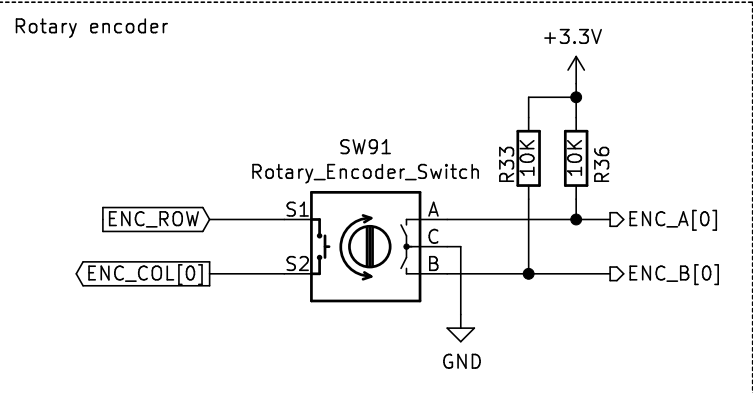 Rotary encoder
+3.3V
SW91
Rotary_Encoder_Switch
R33
10K
10K
R36
ENC_ROW
S1
A
ENC_A[0]
C
ENC_COL[0]
S2
B
ENC_B[0]
GND